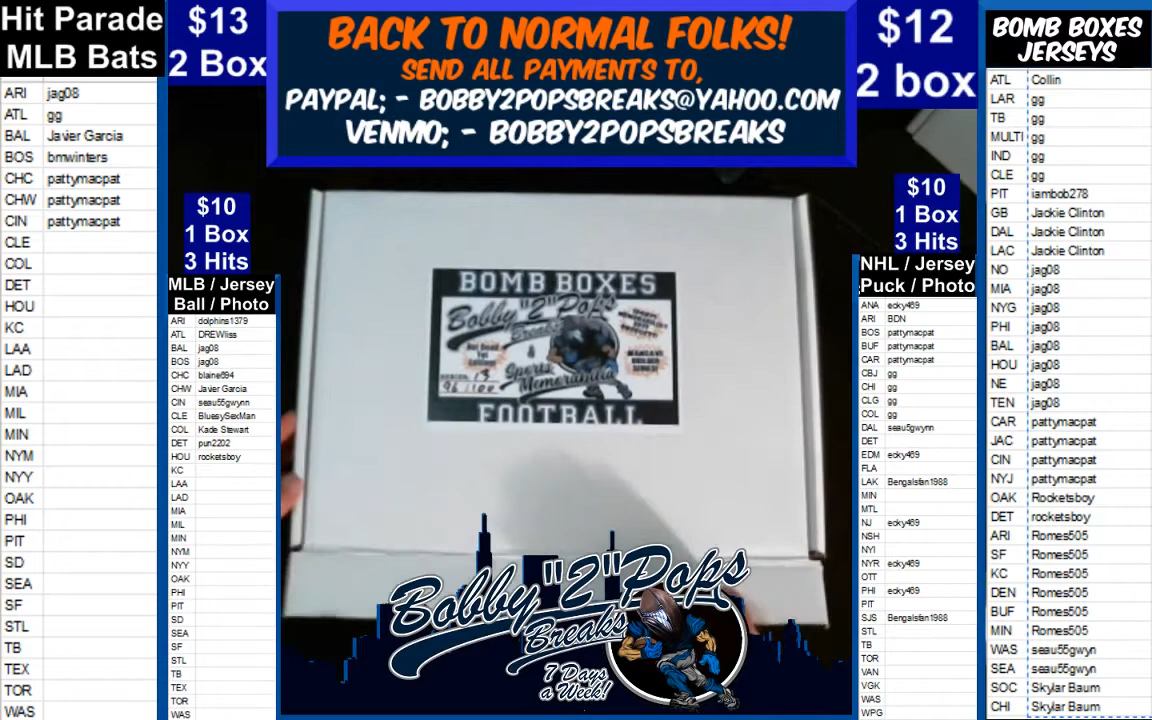 Hit Parade
MLB Bats
ARI jag08
ATL gg
BAL Javier Garcia
BOS bmwinters
CHC pattymacpat
CHW pattymacpat
CIN pattymacpat
CLE
COL
DET
HOU
KC
LAA
LAD
MIA
MIL
MIN
NYM
NYY
OAK
PHI
PIT
SD
SEA
SF
STL
TB
TEX
TOR
WAS
$13
2 Box
$10
1 Box
3 Hits
MLB / Jersey
Ball / Photo
ARI dolphins1379
ATL DREWliss
BAL jag08
BOS jag08
CHC blaine694
CHW Javier Garcia
CIN seau55gwynn
CLE BluesySexMan
COL Kade Stewart
DET pun2202
HOU rocketsboy
KC
LAA
LAD
MIA
MIL
MIN
NYM
NYY
OAK
PHI
PIT
SD
SEA
SF
STL
TB
TEX
TOR
WAS
BACK TO NORMAL FOLKS!
SEND ALL PAYMENTS TO,
PAYPAL; - BOBBY2POPSBREAKS@YAHOO.COM
VENMO; - BOBBY2POPSBREAKS
BOMB BOXES
Bobby "2" Pops
Breaks
&
Sports
Memorabilia
13
96/100
FOOTBALL
Bobby "2" Pops
Breaks
7 Days
a Week!
$12
2 box
$10
1 Box
3 Hits
NHL / Jersey
Puck / Photo
ANA ecky469
ARI BDN
BOS pattymacpat
BUF pattymacpat
CAR pattymacpat
CBJ gg
CHI gg
CLG gg
COL gg
DAL seau5gwynn
DET
EDM ecky469
FLA
LAK Bengalsfan1988
MIN
MTL
NJ ecky469
NSH
NYI
NYR ecky469
OTT
PHI ecky469
PIT
SJS Bengalsfan1988
STL
TB
TOR
VAN
VGK
WAS
WPG
BOMB BOXES
JERSEYS
ATL Collin
LAR gg
TB gg
MULTI gg
IND gg
CLE gg
PIT iambob278
GB Jackie Clinton
DAL Jackie Clinton
LAC Jackie Clinton
NO jag08
MIA jag08
NYG jag08
PHI jag08
BAL jag08
HOU jag08
NE jag08
TEN jag08
CAR pattymacpat
JAC pattymacpat
CIN pattymacpat
NYJ pattymacpat
OAK Rocketsboy
DET rocketsboy
ARI Romes505
SF Romes505
KC Romes505
DEN Romes505
BUF Romes505
MIN Romes505
WAS seau55gwyn
SEA seau55gwyn
SOC Skylar Baum
CHI Skylar Baum